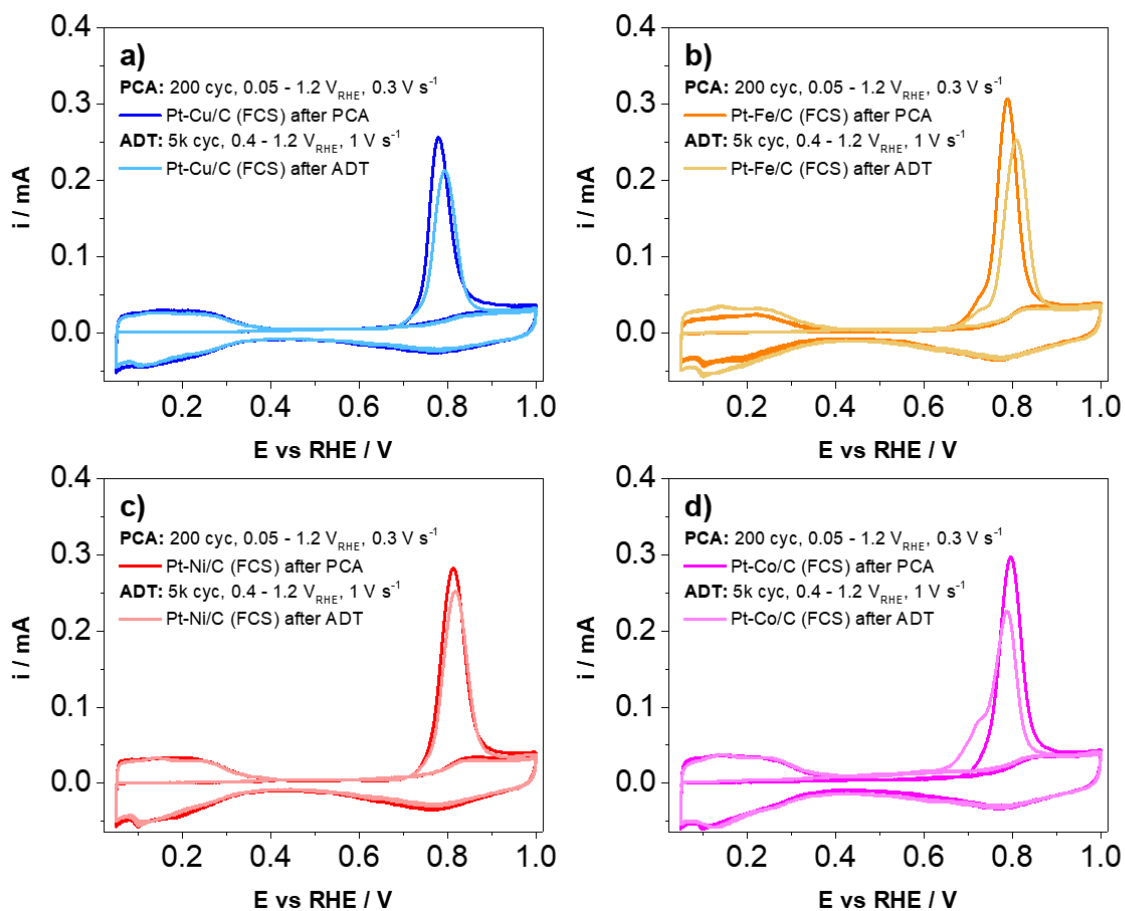 a)
PCA: 200 cyc, 0.05 - 1.2 V_RHE, 0.3 V s⁻¹
Pt-Cu/C (FCS) after PCA
ADT: 5k cyc, 0.4 - 1.2 V_RHE, 1 V s⁻¹
Pt-Cu/C (FCS) after ADT
0.4
0.3
0.2
0.1
0.0
i / mA
0.2 0.4 0.6 0.8 1.0
E vs RHE / V
b)
PCA: 200 cyc, 0.05 - 1.2 V_RHE, 0.3 V s⁻¹
Pt-Fe/C (FCS) after PCA
ADT: 5k cyc, 0.4 - 1.2 V_RHE, 1 V s⁻¹
Pt-Fe/C (FCS) after ADT
0.4
0.3
0.2
0.1
0.0
i / mA
0.2 0.4 0.6 0.8 1.0
E vs RHE / V
c)
PCA: 200 cyc, 0.05 - 1.2 V_RHE, 0.3 V s⁻¹
Pt-Ni/C (FCS) after PCA
ADT: 5k cyc, 0.4 - 1.2 V_RHE, 1 V s⁻¹
Pt-Ni/C (FCS) after ADT
0.4
0.3
0.2
0.1
0.0
i / mA
0.2 0.4 0.6 0.8 1.0
E vs RHE / V
d)
PCA: 200 cyc, 0.05 - 1.2 V_RHE, 0.3 V s⁻¹
Pt-Co/C (FCS) after PCA
ADT: 5k cyc, 0.4 - 1.2 V_RHE, 1 V s⁻¹
Pt-Co/C (FCS) after ADT
0.4
0.3
0.2
0.1
0.0
i / mA
0.2 0.4 0.6 0.8 1.0
E vs RHE / V